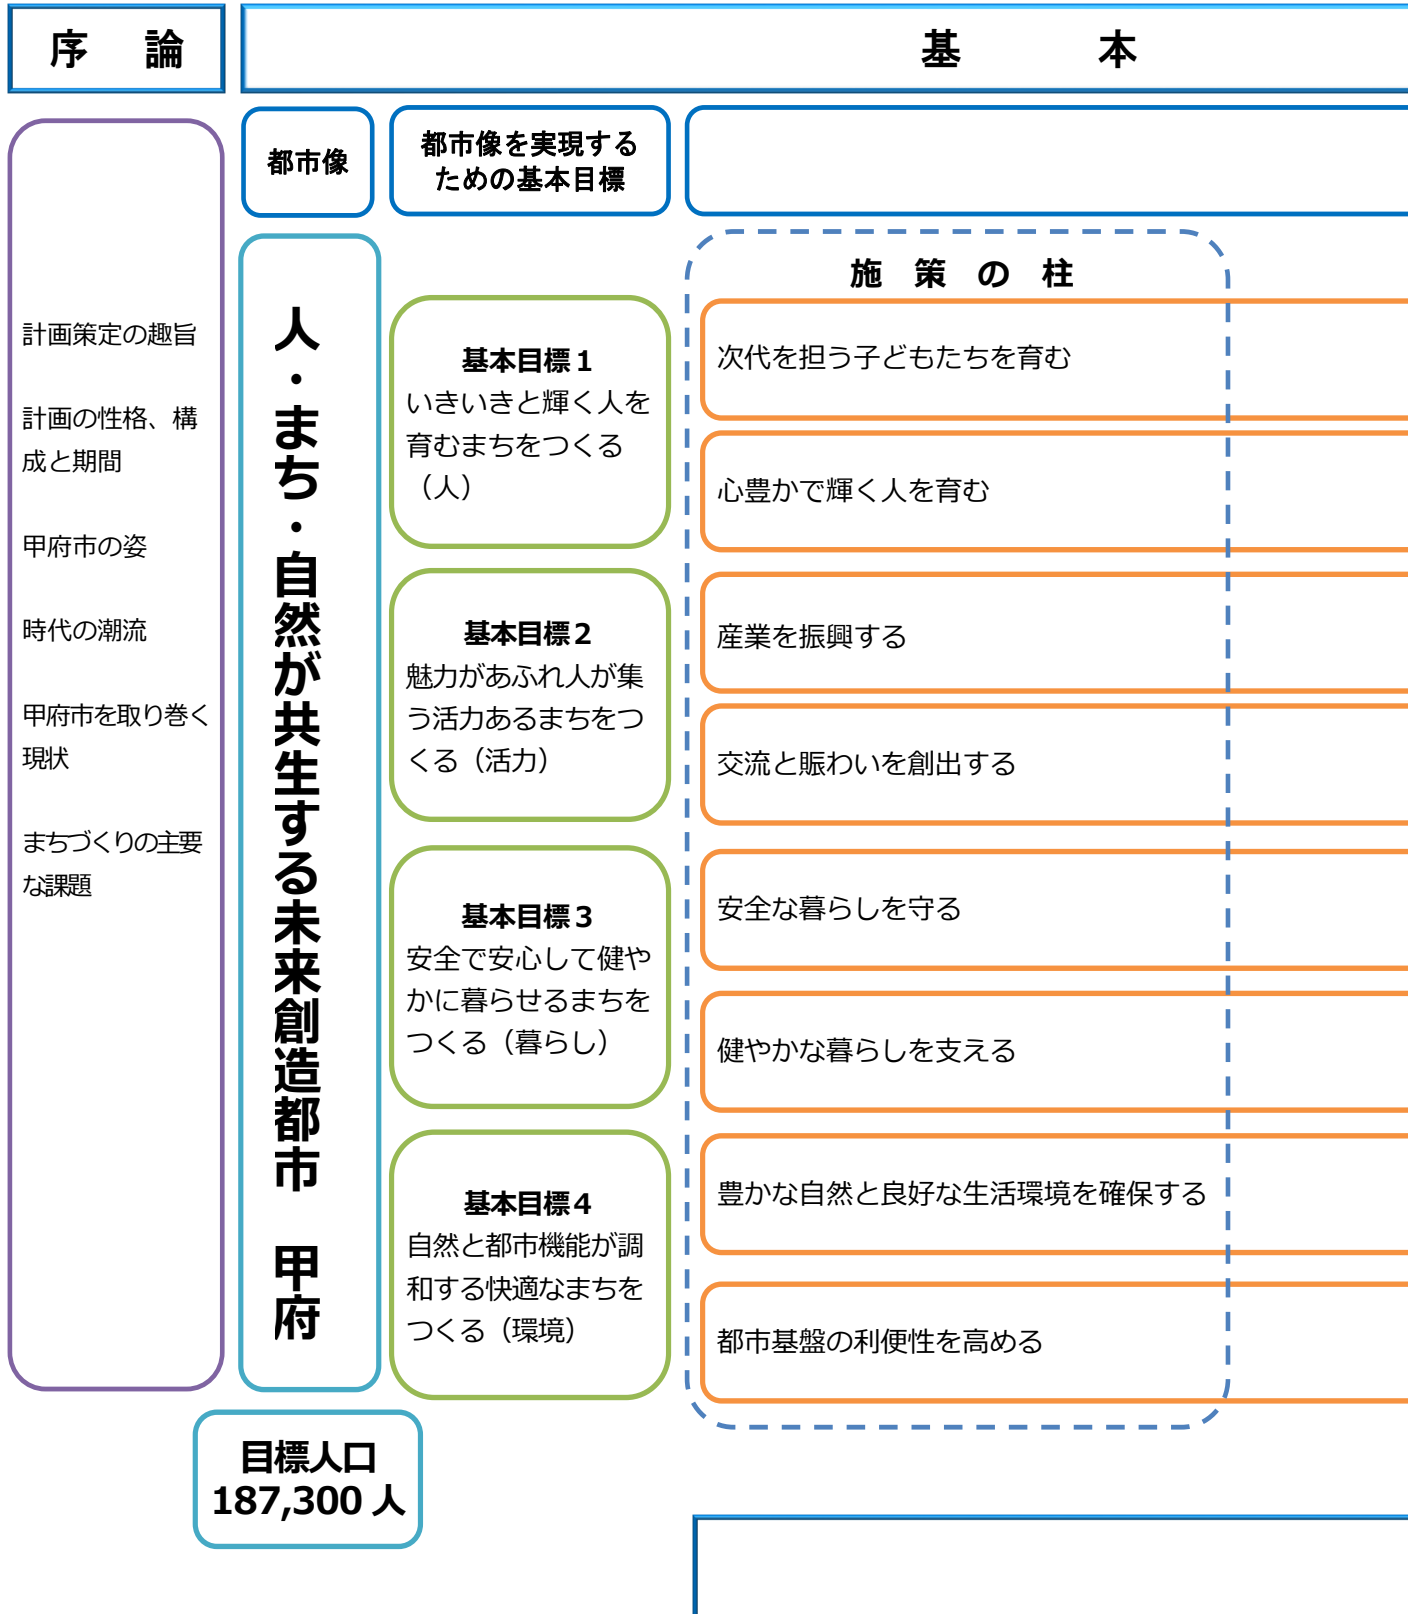 序　論
基　本
都市像
都市像を実現する
ための基本目標
施 策 の 柱
計画策定の趣旨
計画の性格、構
成と期間
甲府市の姿
時代の潮流
甲府市を取り巻く
現状
まちづくりの主要
な課題
人・まち・自然が共生する未来創造都市　甲府
基本目標１
いきいきと輝く人を
育むまちをつくる
（人）
次代を担う子どもたちを育む
心豊かで輝く人を育む
基本目標２
魅力があふれ人が集
う活力あるまちをつ
くる（活力）
産業を振興する
交流と賑わいを創出する
基本目標３
安全で安心して健や
かに暮らせるまちを
つくる（暮らし）
安全な暮らしを守る
健やかな暮らしを支える
基本目標４
自然と都市機能が調
和する快適なまちを
つくる（環境）
豊かな自然と良好な生活環境を確保する
都市基盤の利便性を高める
目標人口
187,300 人